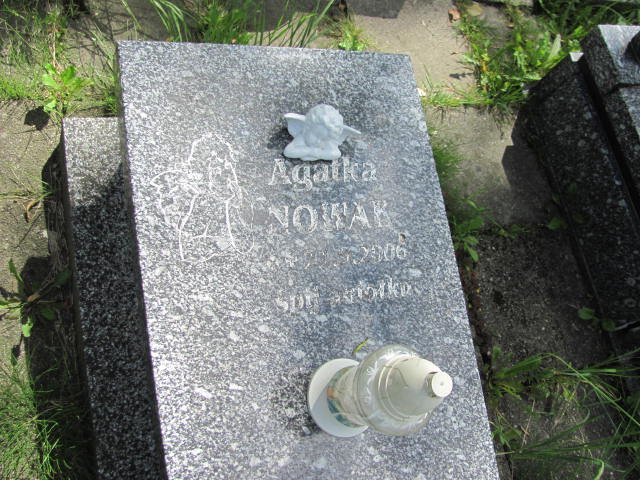 Agatka
NOWAK
2006
śpij aniołku